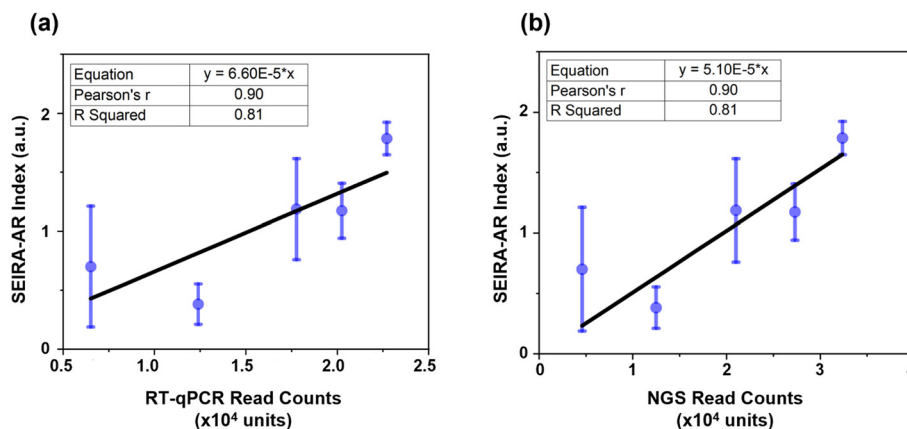 (a)
Equation y = 6.60E-5*x
Pearson's r 0.90
R Squared 0.81
SEIRA-AR Index (a.u.)
2
1
0
0.5 1.0 1.5 2.0 2.5
RT-qPCR Read Counts
(x10⁴ units)
(b)
Equation y = 5.10E-5*x
Pearson's r 0.90
R Squared 0.81
SEIRA-AR Index (a.u.)
2
1
0
0 1 2 3
NGS Read Counts
(x10⁴ units)